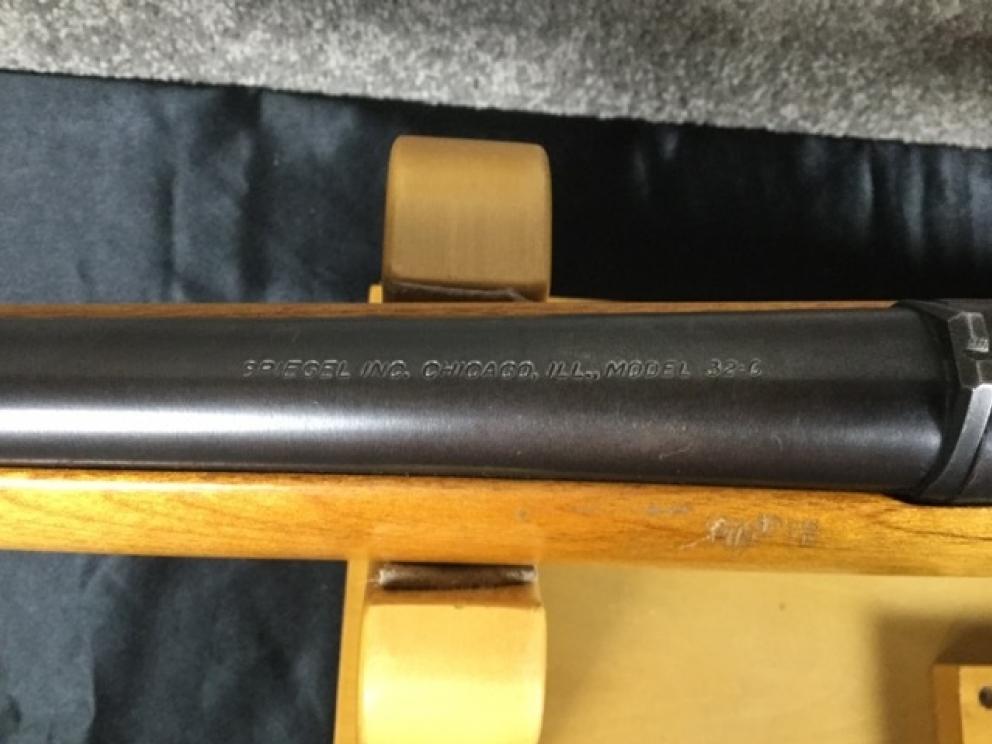 SPIEGEL INC. CHICAGO, ILL., MODEL 32-C